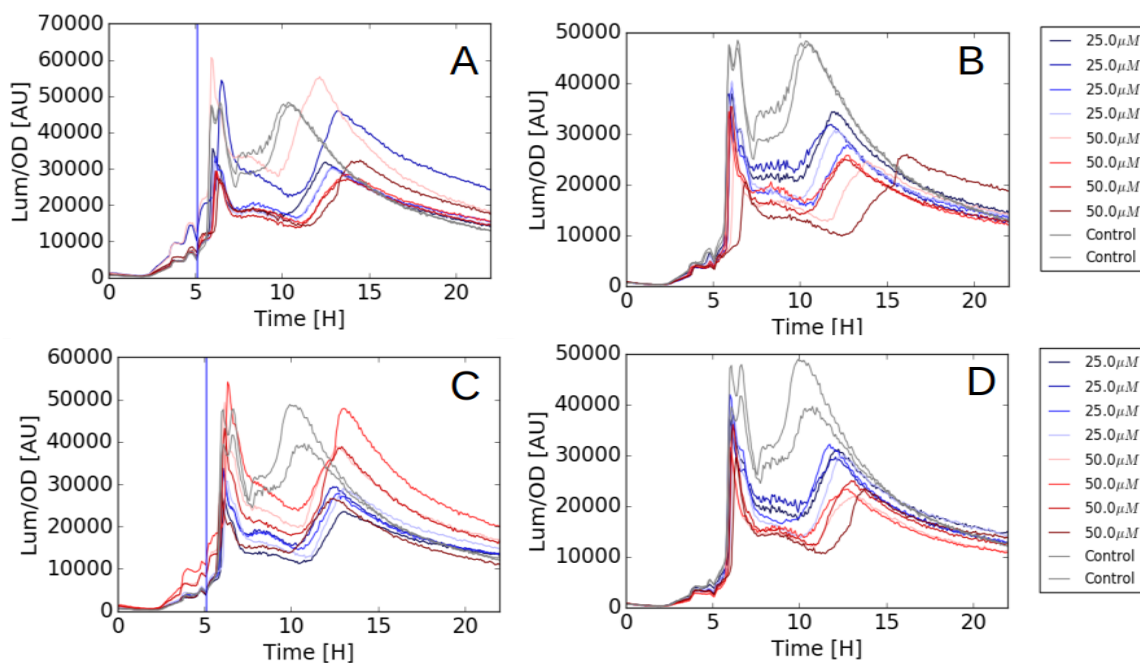 A
Lum/OD [AU]
70000
60000
50000
40000
30000
20000
10000
0
0 5 10 15 20
Time [H]
B
Lum/OD [AU]
50000
40000
30000
20000
10000
0
0 5 10 15 20
Time [H]
25.0μM
25.0μM
25.0μM
25.0μM
50.0μM
50.0μM
50.0μM
50.0μM
Control
Control
C
Lum/OD [AU]
60000
50000
40000
30000
20000
10000
0
0 5 10 15 20
Time [H]
D
Lum/OD [AU]
50000
40000
30000
20000
10000
0
0 5 10 15 20
Time [H]
25.0μM
25.0μM
25.0μM
25.0μM
50.0μM
50.0μM
50.0μM
50.0μM
Control
Control